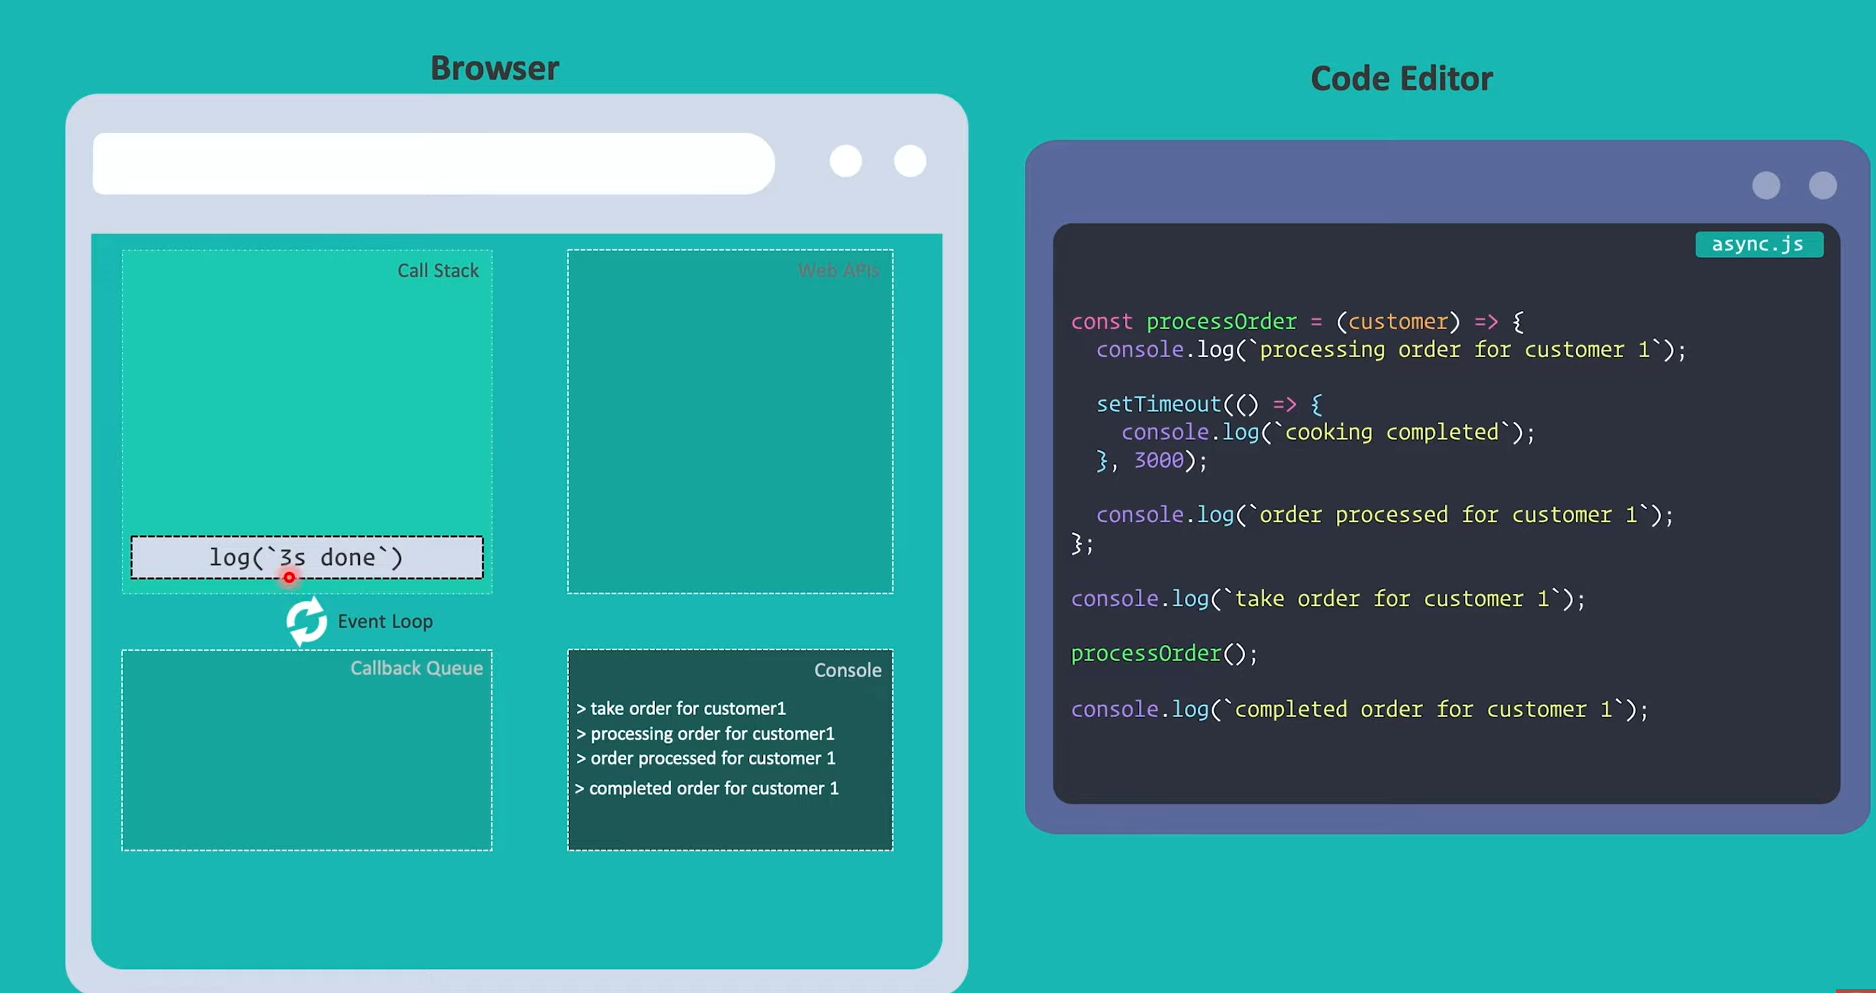 Browser
Code Editor
Call Stack
Web APIs
log(`3s done`)
Event Loop
Callback Queue
Console
> take order for customer1
> processing order for customer1
> order processed for customer 1
> completed order for customer 1
async.js
const processOrder = (customer) => {
console.log(`processing order for customer 1`);
setTimeout(() => {
console.log(`cooking completed`);
}, 3000);
console.log(`order processed for customer 1`);
};
console.log(`take order for customer 1`);
processOrder();
console.log(`completed order for customer 1`);